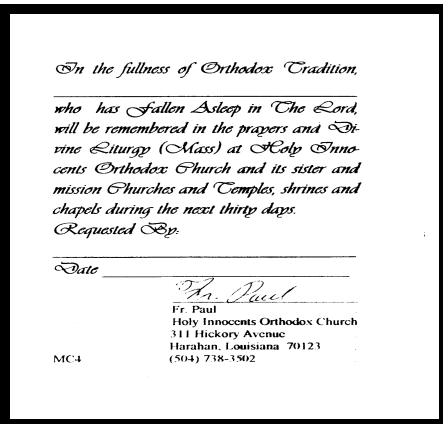 In the fullness of Orthodox Tradition,
who has Fallen Asleep in The Lord,
will be remembered in the prayers and Di-
vine Liturgy (Mass) at Holy Inno-
cents Orthodox Church and its sister and
mission Churches and Temples, shrines and
chapels during the next thirty days.
Requested By:
Date
Fr. Paul
Fr. Paul
Holy Innocents Orthodox Church
311 Hickory Avenue
Harahan, Louisiana 70123
MC4 (504) 738-3502